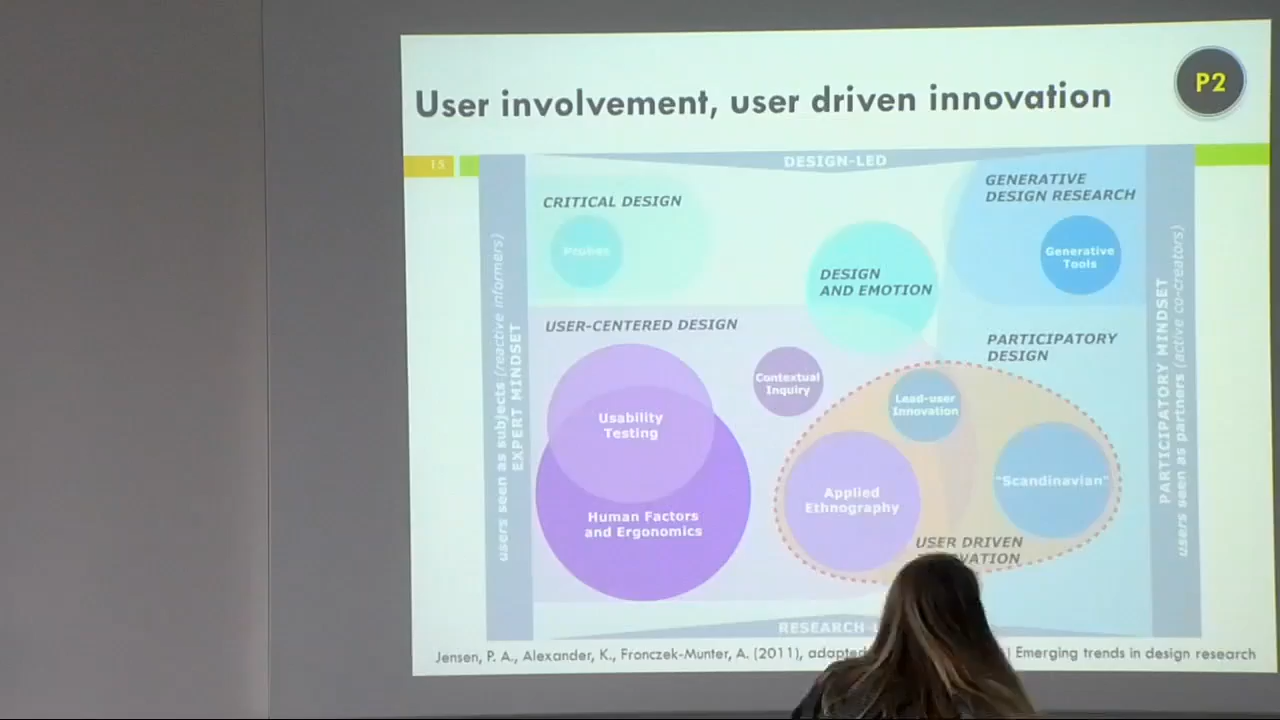 User involvement, user driven innovation
P2
15
DESIGN-LED
CRITICAL DESIGN
Probes
GENERATIVE
DESIGN RESEARCH
Generative
Tools
DESIGN
AND EMOTION
USER-CENTERED DESIGN
PARTICIPATORY
DESIGN
Contextual
Inquiry
Lead-user
Innovation
Usability
Testing
"Scandinavian"
Applied
Ethnography
Human Factors
and Ergonomics
USER DRIVEN
users seen as subjects (reactive informers)
EXPERT MINDSET
PARTICIPATORY MINDSET
users seen as partners (active co-creators)
RESEARCH-
Jensen, P. A., Alexander, K., Fronczek-Munter, A. (2011), adapted Emerging trends in design research